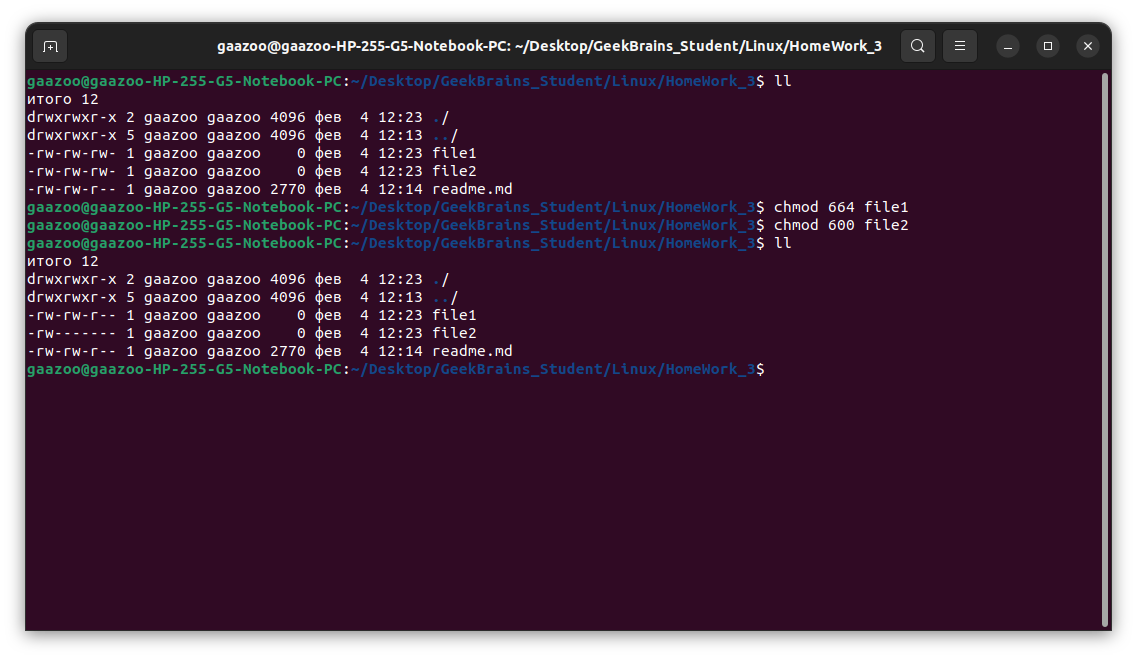 gaazoo@gaazoo-HP-255-G5-Notebook-PC: ~/Desktop/GeekBrains_Student/Linux/HomeWork_3
gaazoo@gaazoo-HP-255-G5-Notebook-PC:~/Desktop/GeekBrains_Student/Linux/HomeWork_3$ ll
итого 12
drwxrwxr-x 2 gaazoo gaazoo 4096 фев  4 12:23 ./
drwxrwxr-x 5 gaazoo gaazoo 4096 фев  4 12:13 ../
-rw-rw-rw- 1 gaazoo gaazoo    0 фев  4 12:23 file1
-rw-rw-rw- 1 gaazoo gaazoo    0 фев  4 12:23 file2
-rw-rw-r-- 1 gaazoo gaazoo 2770 фев  4 12:14 readme.md
gaazoo@gaazoo-HP-255-G5-Notebook-PC:~/Desktop/GeekBrains_Student/Linux/HomeWork_3$ chmod 664 file1
gaazoo@gaazoo-HP-255-G5-Notebook-PC:~/Desktop/GeekBrains_Student/Linux/HomeWork_3$ chmod 600 file2
gaazoo@gaazoo-HP-255-G5-Notebook-PC:~/Desktop/GeekBrains_Student/Linux/HomeWork_3$ ll
итого 12
drwxrwxr-x 2 gaazoo gaazoo 4096 фев  4 12:23 ./
drwxrwxr-x 5 gaazoo gaazoo 4096 фев  4 12:13 ../
-rw-rw-r-- 1 gaazoo gaazoo    0 фев  4 12:23 file1
-rw------- 1 gaazoo gaazoo    0 фев  4 12:23 file2
-rw-rw-r-- 1 gaazoo gaazoo 2770 фев  4 12:14 readme.md
gaazoo@gaazoo-HP-255-G5-Notebook-PC:~/Desktop/GeekBrains_Student/Linux/HomeWork_3$